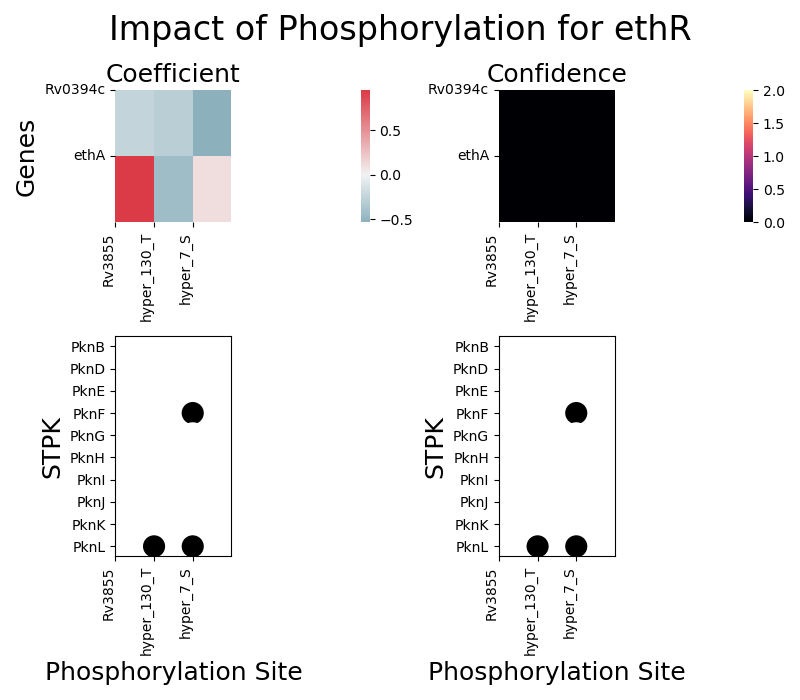 Impact of Phosphorylation for ethR
Coefficient
Rv0394c
ethA
Genes
0.5
0.0
−0.5
Rv3855
hyper_130_T
hyper_7_S
Confidence
Rv0394c
ethA
2.0
1.5
1.0
0.5
0.0
Rv3855
hyper_130_T
hyper_7_S
PknB
PknD
PknE
PknF
PknG
PknH
PknI
PknJ
PknK
PknL
STPK
Rv3855
hyper_130_T
hyper_7_S
Phosphorylation Site
PknB
PknD
PknE
PknF
PknG
PknH
PknI
PknJ
PknK
PknL
STPK
Rv3855
hyper_130_T
hyper_7_S
Phosphorylation Site